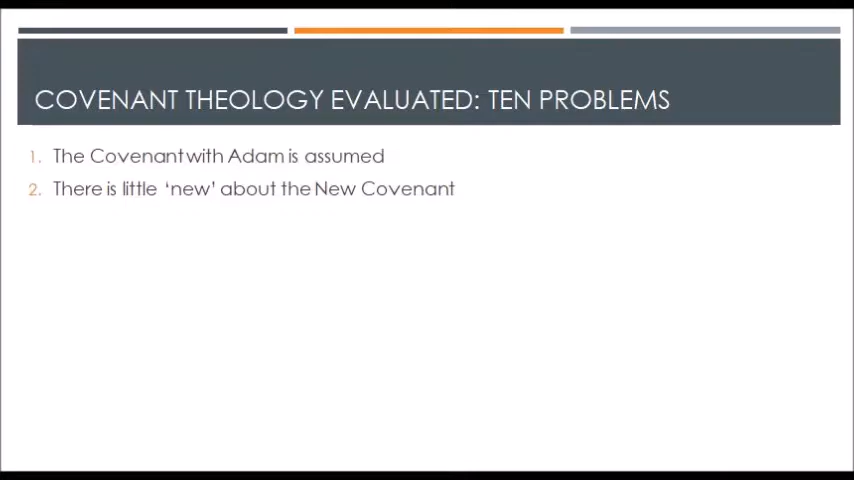 COVENANT THEOLOGY EVALUATED: TEN PROBLEMS
1. The Covenant with Adam is assumed
2. There is little ‘new’ about the New Covenant